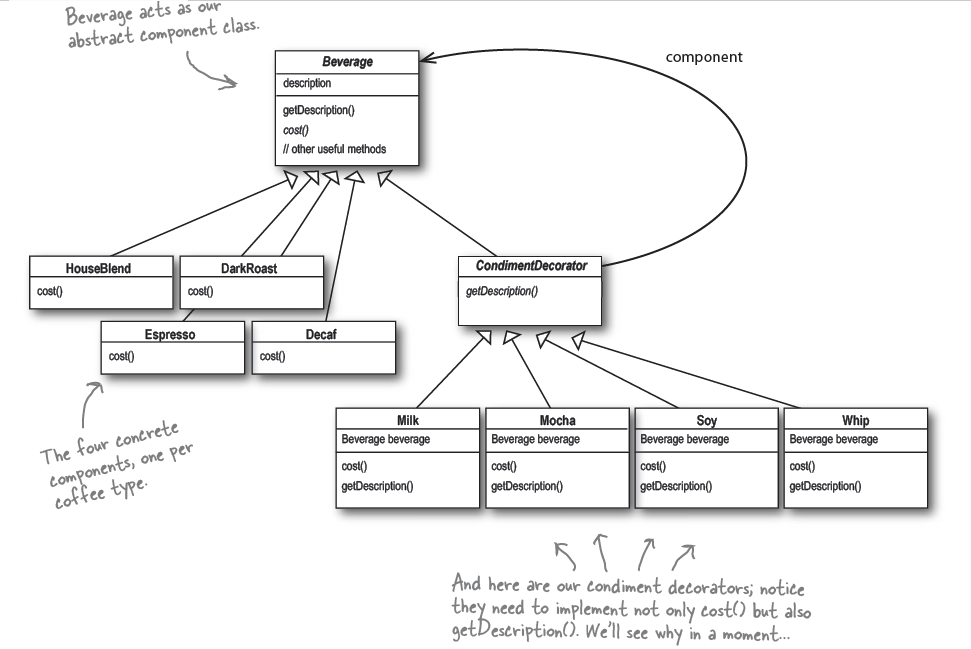 Beverage acts as our
abstract component class.
component
Beverage
description
getDescription()
cost()
// other useful methods
HouseBlend
cost()
DarkRoast
cost()
CondimentDecorator
getDescription()
Espresso
cost()
Decaf
cost()
The four concrete
components, one per
coffee type.
Milk
Beverage beverage
cost()
getDescription()
Mocha
Beverage beverage
cost()
getDescription()
Soy
Beverage beverage
cost()
getDescription()
Whip
Beverage beverage
cost()
getDescription()
And here are our condiment decorators; notice
they need to implement not only cost() but also
getDescription(). We'll see why in a moment...